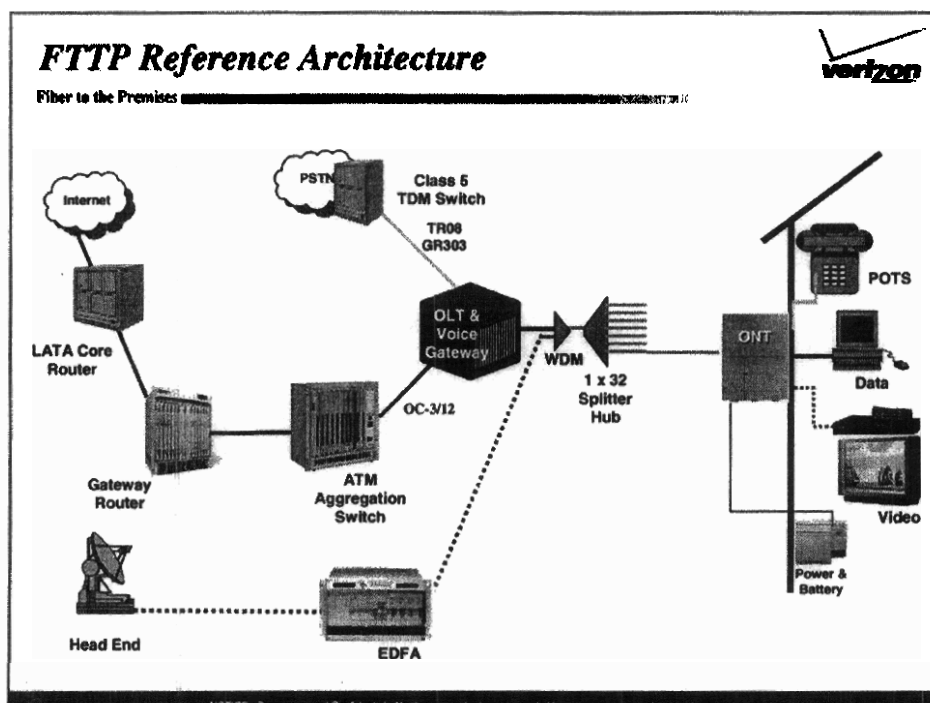 FTTP Reference Architecture
verizon
Fiber to the Premises
Internet
PSTN
Class 5
TDM Switch
TR08
GR303
POTS
OLT &
Voice
Gateway
ONT
LATA Core
Router
WDM
1 x 32
Splitter
Hub
Data
OC-3/12
Gateway
Router
ATM
Aggregation
Switch
Video
Power &
Battery
Head End
EDFA